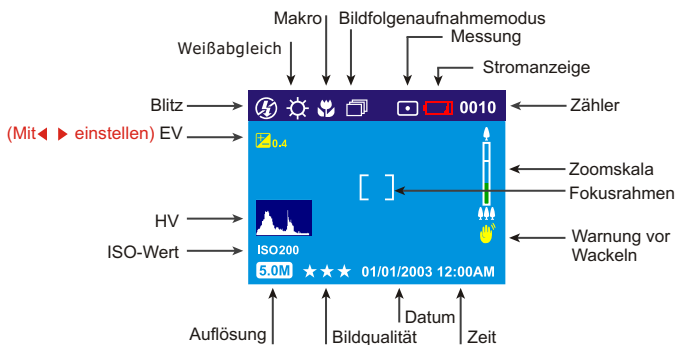 Makro
Bildfolgenaufnahmemodus
Weißabgleich
Messung
Stromanzeige
Blitz
0010
Zähler
(Mit ◀ ▶ einstellen) EV
0.4
Zoomskala
Fokusrahmen
HV
ISO-Wert
ISO200
Warnung vor
Wackeln
5.0M ★★★ 01/01/2003 12:00AM
Datum
Auflösung
Bildqualität
Zeit